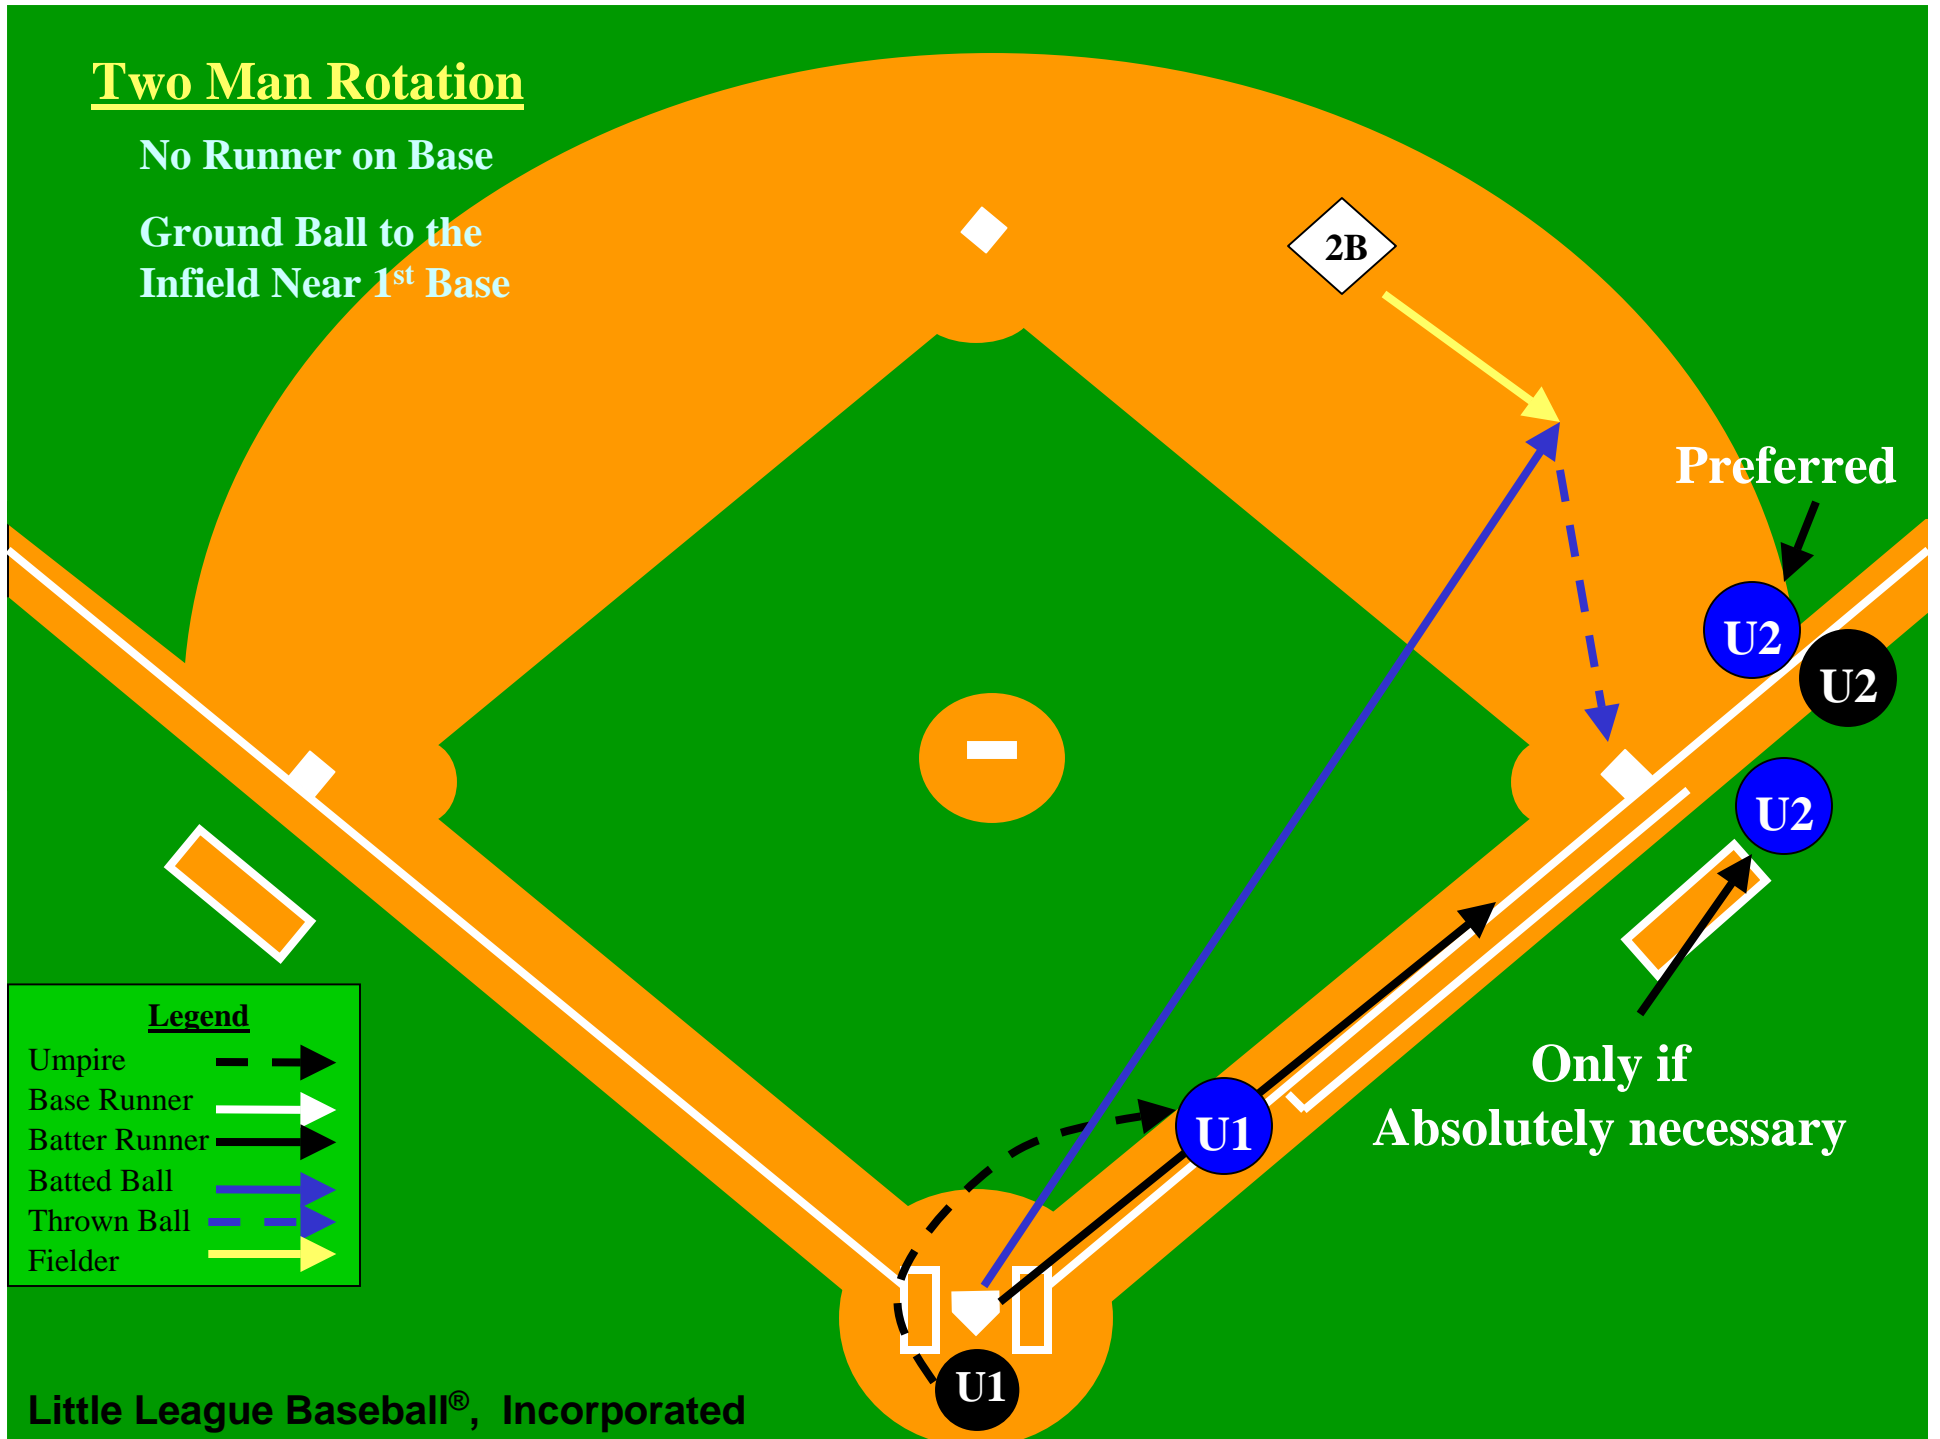 Two Man Rotation
No Runner on Base
Ground Ball to the
Infield Near 1st Base
2B
Preferred
U2
U2
U2
Only if
Absolutely necessary
U1
Legend
Umpire
Base Runner
Batter Runner
Batted Ball
Thrown Ball
Fielder
U1
Little League Baseball®, Incorporated